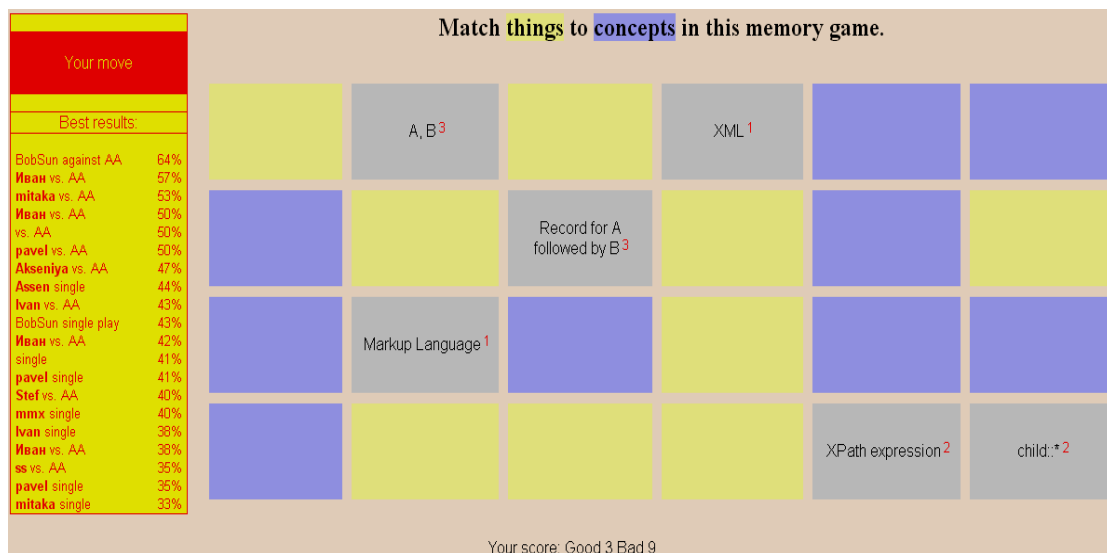 Match things to concepts in this memory game.
Your move
Best results:
BobSun against AA 64%
Иван vs. AA 57%
mitaka vs. AA 53%
Иван vs. AA 50%
vs. AA 50%
pavel vs. AA 50%
Akseniya vs. AA 47%
Assen single 44%
Ivan vs. AA 43%
BobSun single play 43%
Иван vs. AA 42%
single 41%
pavel single 41%
Stef vs. AA 40%
mmx single 40%
Ivan single 38%
Иван vs. AA 38%
ss vs. AA 35%
pavel single 35%
mitaka single 33%
A, B 3
XML 1
Record for A
followed by B 3
Markup Language 1
XPath expression 2
child::* 2
Your score: Good 3 Bad 9